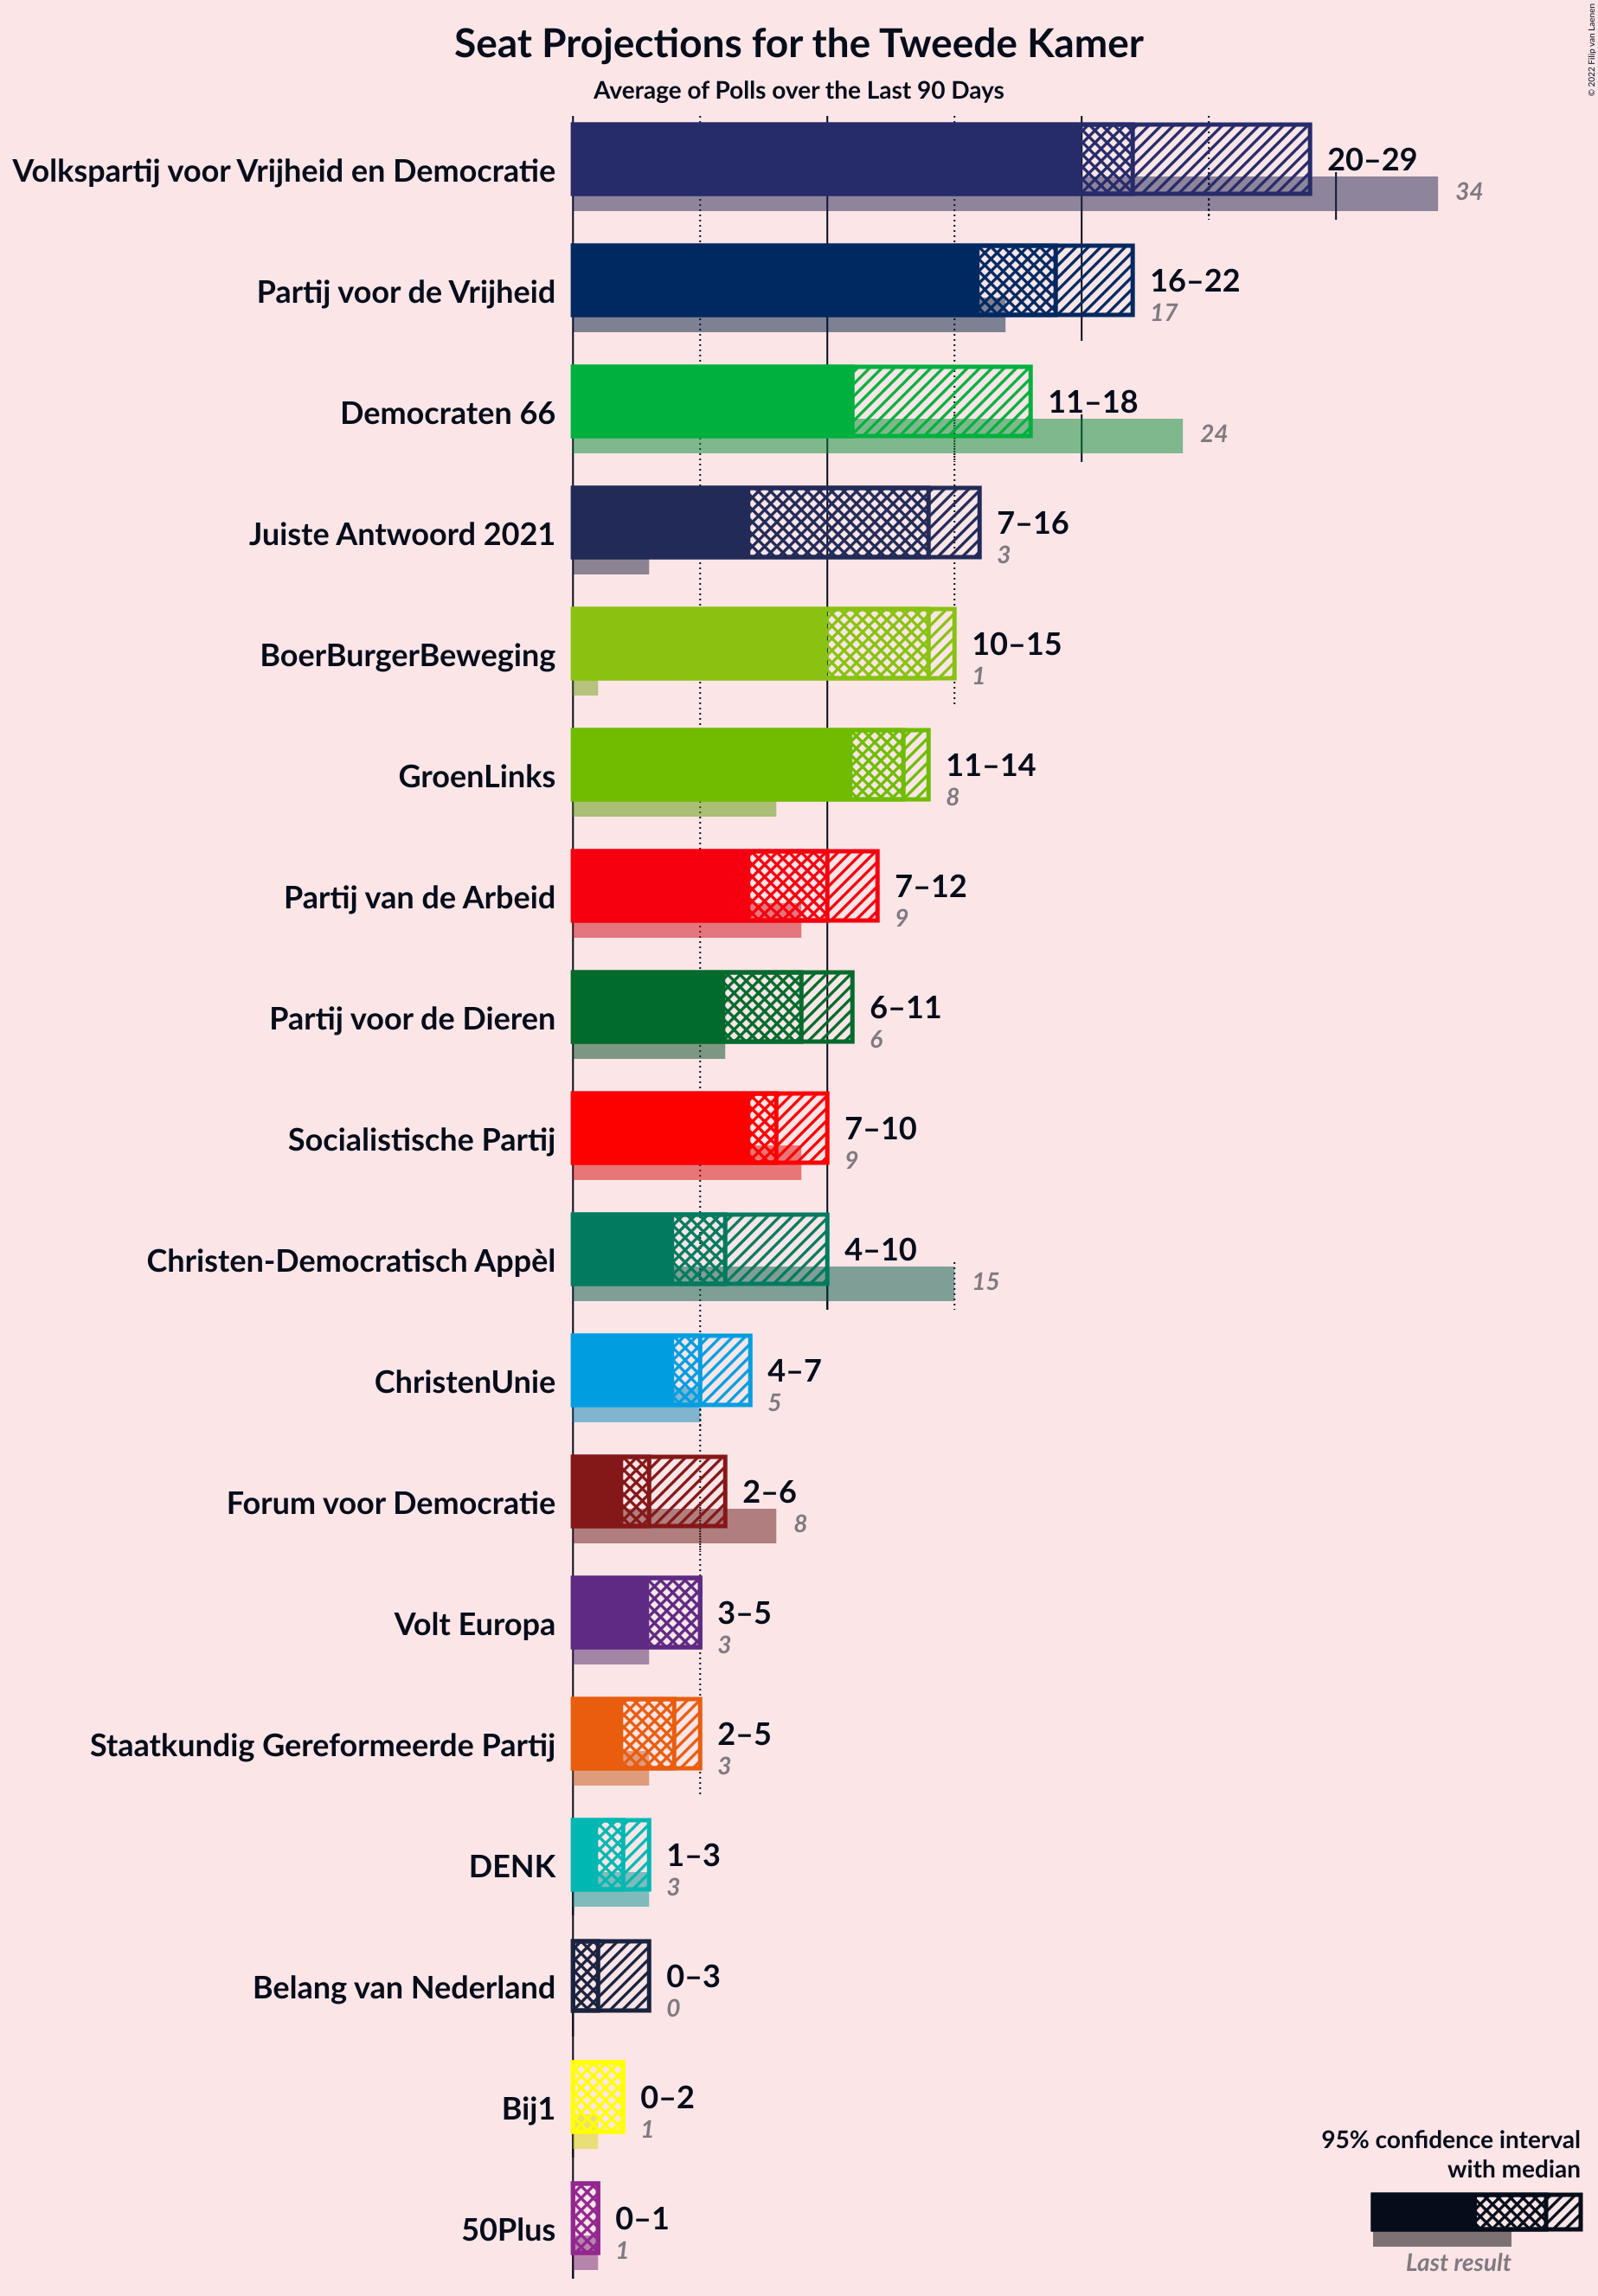 Seat Projections for the Tweede Kamer
Average of Polls over the Last 90 Days
© 2022 Filip van Laenen
Volkspartij voor Vrijheid en Democratie
20–29
34
Partij voor de Vrijheid
16–22
17
Democraten 66
11–18
24
Juiste Antwoord 2021
7–16
3
BoerBurgerBeweging
10–15
1
GroenLinks
11–14
8
Partij van de Arbeid
7–12
9
Partij voor de Dieren
6–11
6
Socialistische Partij
7–10
9
Christen-Democratisch Appèl
4–10
15
ChristenUnie
4–7
5
Forum voor Democratie
2–6
8
Volt Europa
3–5
3
Staatkundig Gereformeerde Partij
2–5
3
DENK
1–3
3
Belang van Nederland
0–3
0
Bij1
0–2
1
50Plus
0–1
1
95% confidence interval
with median
Last result